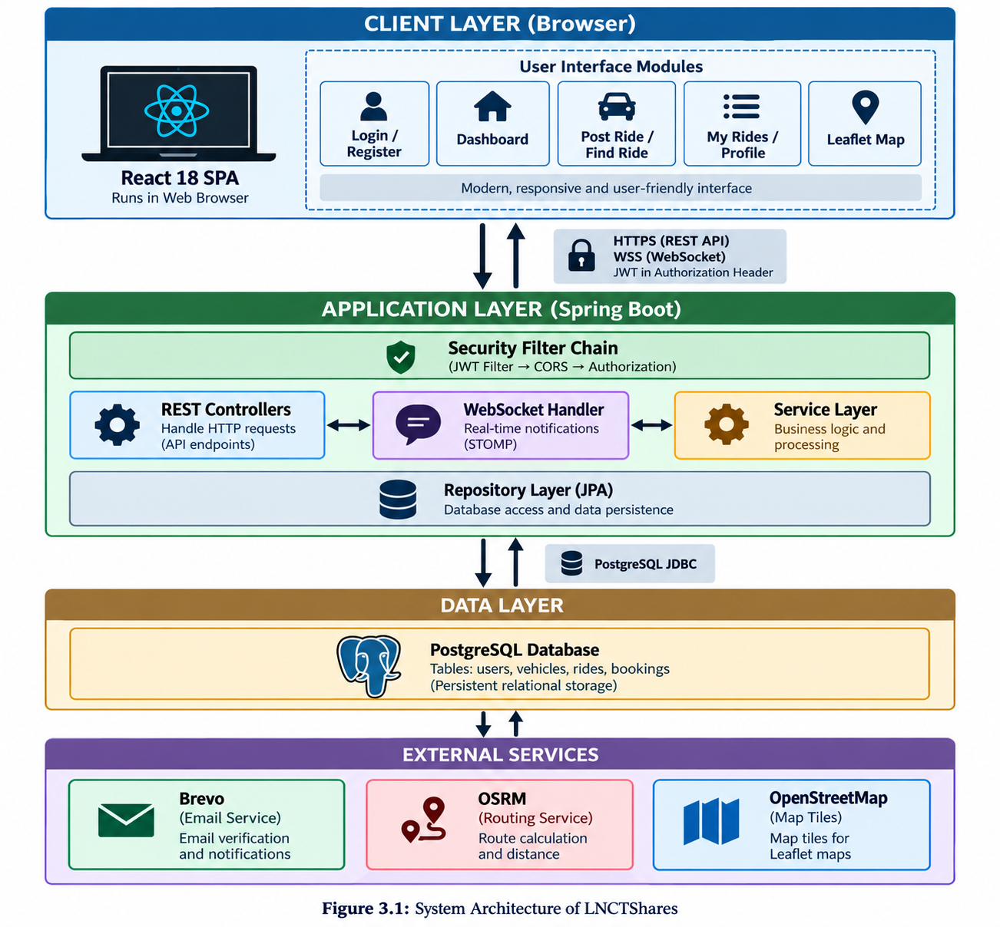 CLIENT LAYER (Browser)
User Interface Modules
Login /
Register
Dashboard
Post Ride /
Find Ride
My Rides /
Profile
Leaflet Map
React 18 SPA
Runs in Web Browser
Modern, responsive and user-friendly interface
HTTPS (REST API)
WSS (WebSocket)
JWT in Authorization Header
APPLICATION LAYER (Spring Boot)
Security Filter Chain
(JWT Filter → CORS → Authorization)
REST Controllers
Handle HTTP requests
(API endpoints)
WebSocket Handler
Real-time notifications
(STOMP)
Service Layer
Business logic and
processing
Repository Layer (JPA)
Database access and data persistence
PostgreSQL JDBC
DATA LAYER
PostgreSQL Database
Tables: users, vehicles, rides, bookings
(Persistent relational storage)
EXTERNAL SERVICES
Brevo
(Email Service)
Email verification
and notifications
OSRM
(Routing Service)
Route calculation
and distance
OpenStreetMap
(Map Tiles)
Map tiles for
Leaflet maps
Figure 3.1: System Architecture of LNCTShares